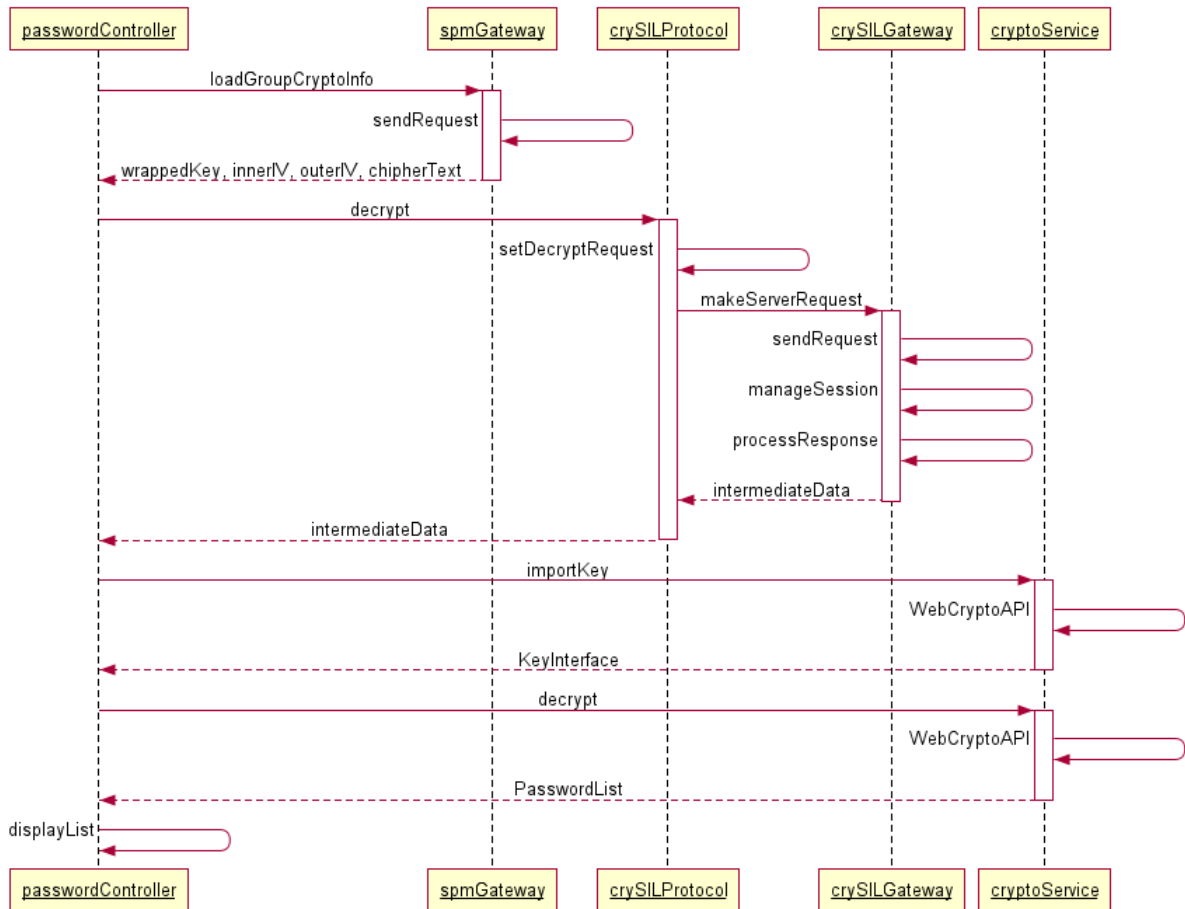 passwordController
spmGateway
crySILProtocol
crySILGateway
cryptoService
loadGroupCryptoInfo
sendRequest
wrappedKey, innerIV, outerIV, chipherText
decrypt
setDecryptRequest
makeServerRequest
sendRequest
manageSession
processResponse
intermediateData
intermediateData
importKey
WebCryptoAPI
KeyInterface
decrypt
WebCryptoAPI
PasswordList
displayList
passwordController
spmGateway
crySILProtocol
crySILGateway
cryptoService